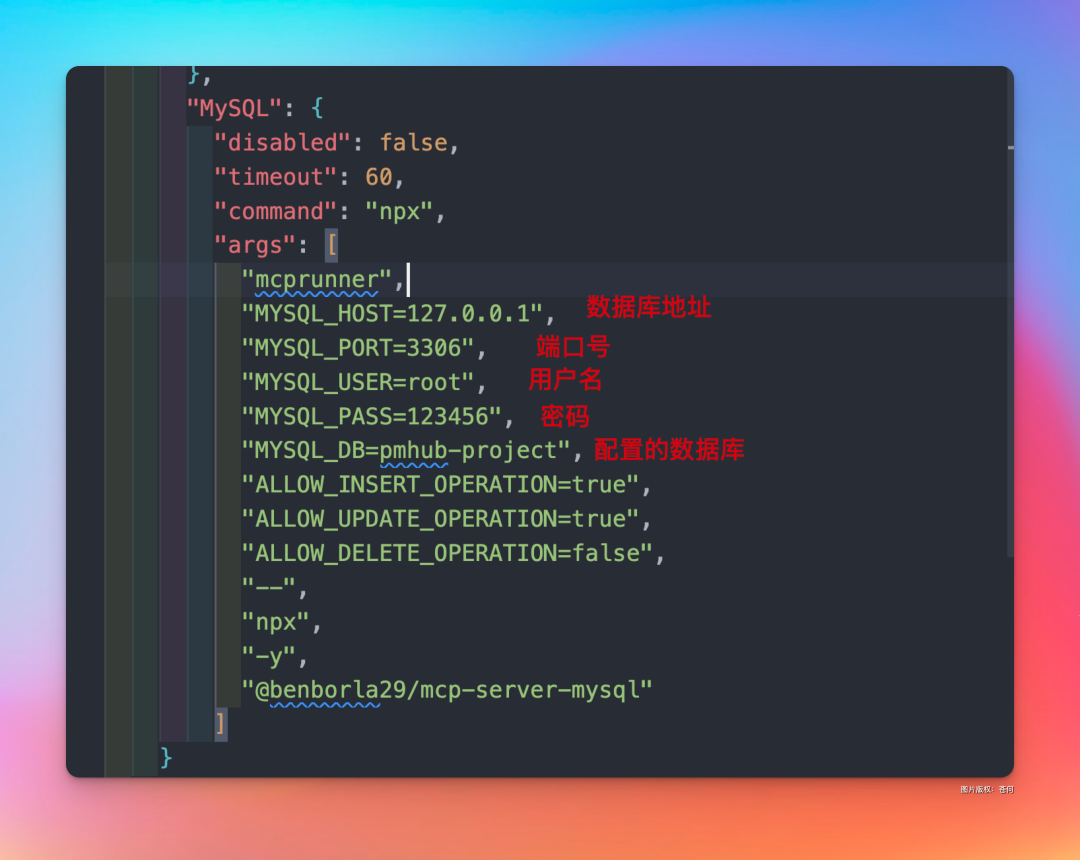 },
"MySQL": {
"disabled": false,
"timeout": 60,
"command": "npx",
"args": [
"mcprunner",
"MYSQL_HOST=127.0.0.1", 数据库地址
"MYSQL_PORT=3306", 端口号
"MYSQL_USER=root", 用户名
"MYSQL_PASS=123456", 密码
"MYSQL_DB=pmhub-project", 配置的数据库
"ALLOW_INSERT_OPERATION=true",
"ALLOW_UPDATE_OPERATION=true",
"ALLOW_DELETE_OPERATION=false",
"--",
"npx",
"-y",
"@benborla29/mcp-server-mysql"
]
}
图片版权：苍何